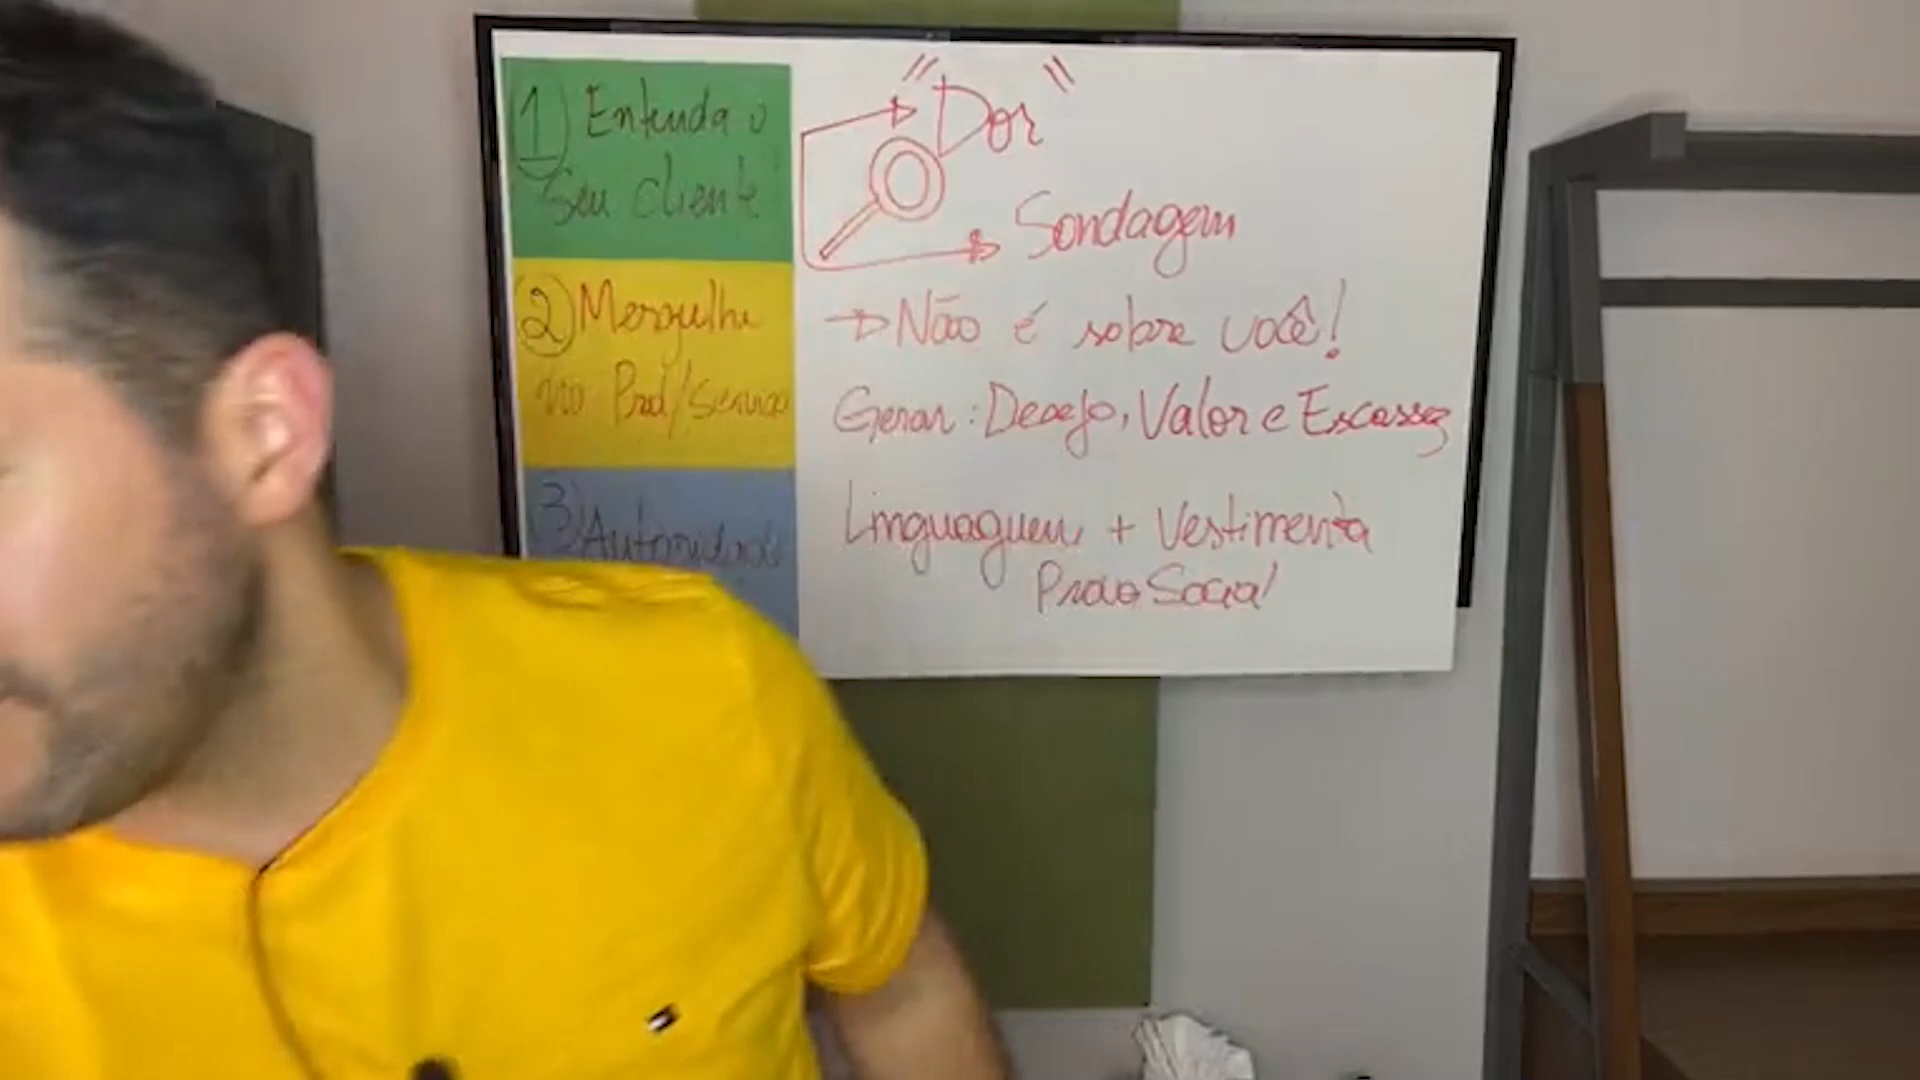 1) Entenda o
Seu cliente
"Dor"
Sondagem
2) Mergulhe
no Prod/Serviço
→ Não é sobre você!
Gerar: Desejo, Valor e Escassez
3) Autoridade
Linguaguem + Vestimenta
Prova Social